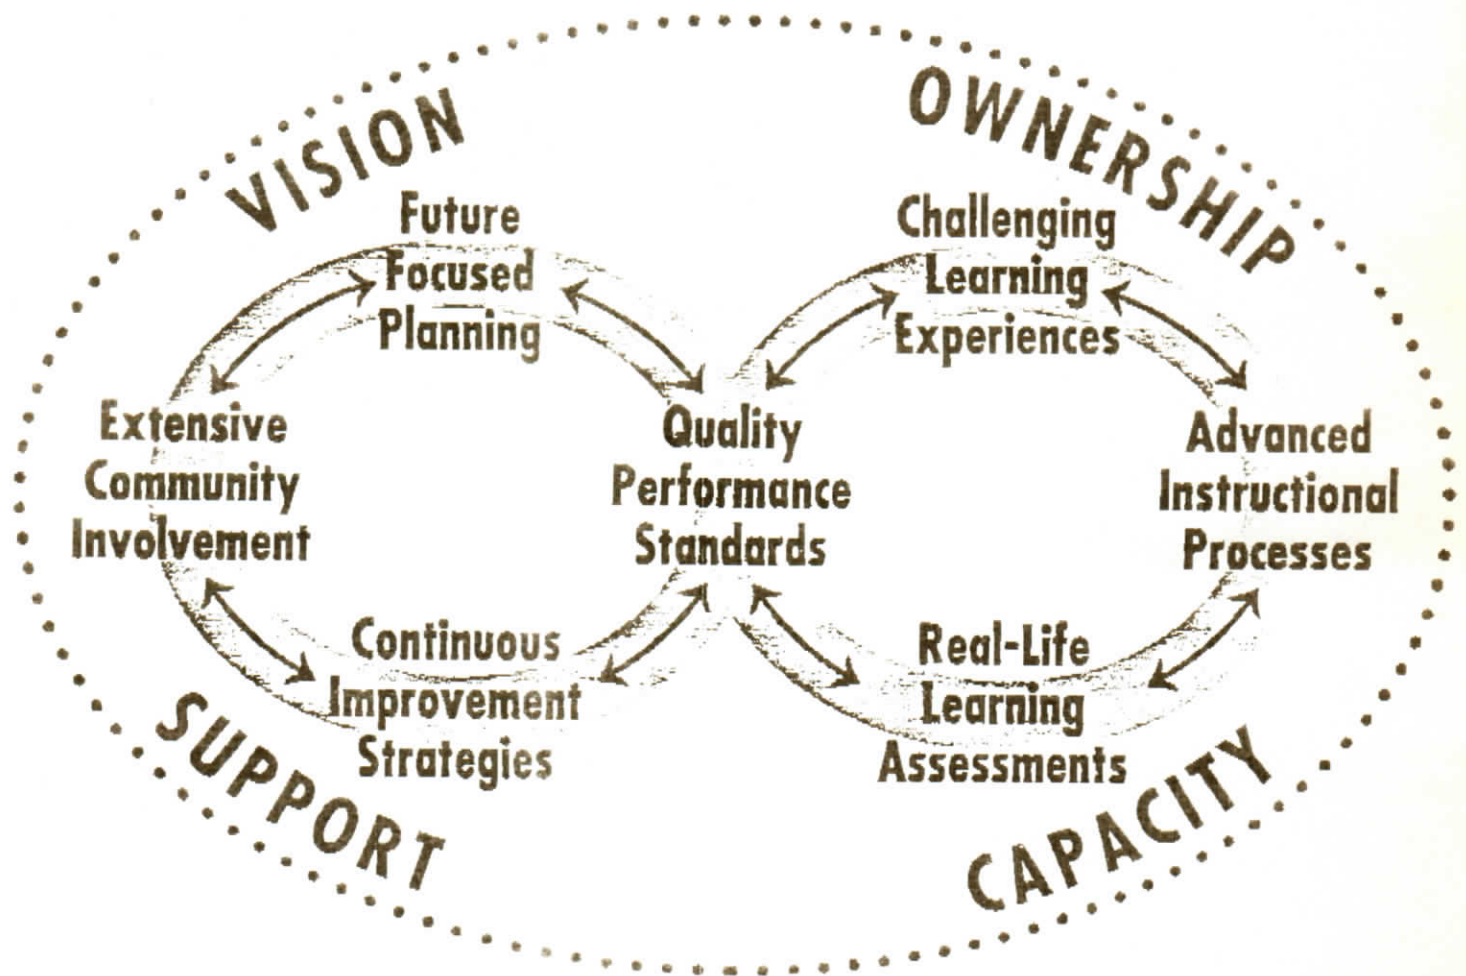 VISION
OWNERSHIP
Future
Focused
Planning
Challenging
Learning
Experiences
Extensive
Community
Involvement
Quality
Performance
Standards
Advanced
Instructional
Processes
Continuous
Improvement
Strategies
Real-Life
Learning
Assessments
SUPPORT
CAPACITY